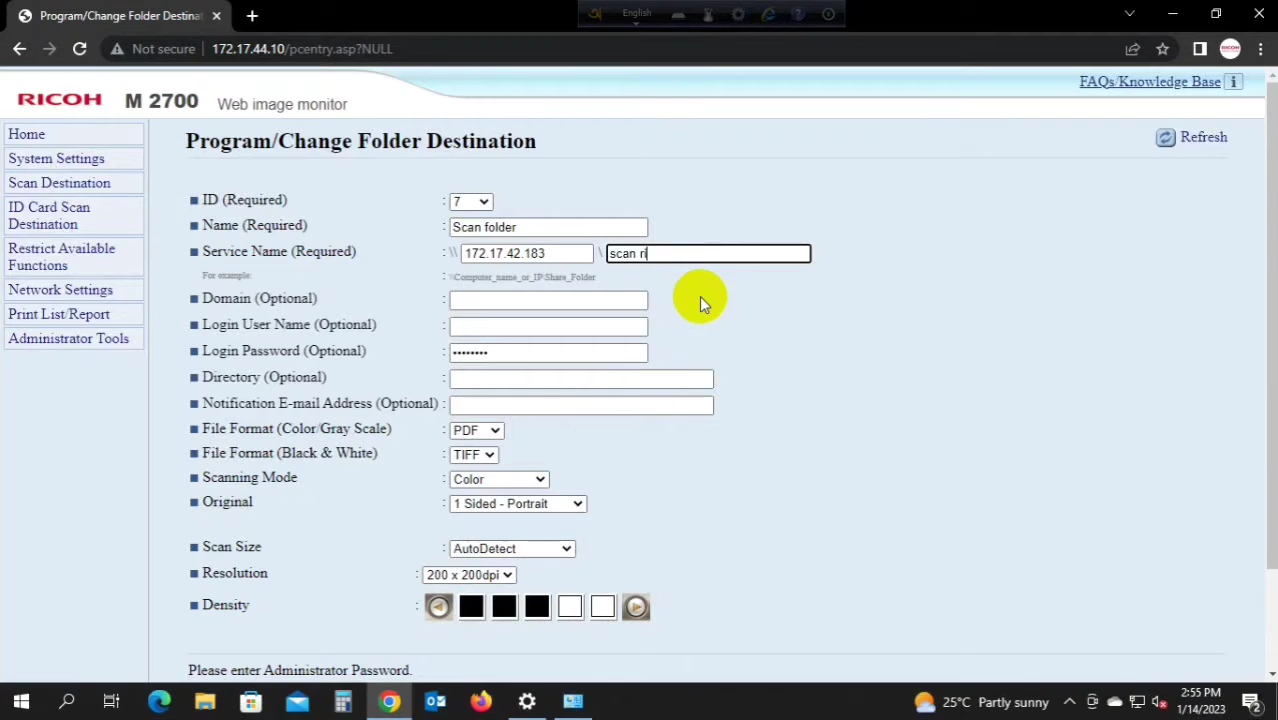 Program/Change Folder Destinat
English
Not secure
172.17.44.10/pcentry.asp?NULL
RICOH M 2700 Web image monitor
FAQs/Knowledge Base
Home
System Settings
Scan Destination
ID Card Scan
Destination
Restrict Available
Functions
Network Settings
Print List/Report
Administrator Tools
Program/Change Folder Destination
Refresh
ID (Required) : 7
Name (Required) : Scan folder
Service Name (Required) : \\ 172.17.42.183 \ scan ri
For example: : \\Computer_name_or_IP\Share_Folder
Domain (Optional) :
Login User Name (Optional) :
Login Password (Optional) : ••••••••
Directory (Optional) :
Notification E-mail Address (Optional) :
File Format (Color/Gray Scale) : PDF
File Format (Black & White) : TIFF
Scanning Mode : Color
Original : 1 Sided - Portrait
Scan Size : AutoDetect
Resolution : 200 x 200dpi
Density :
Please enter Administrator Password.
25°C Partly sunny
2:55 PM
1/14/2023
2